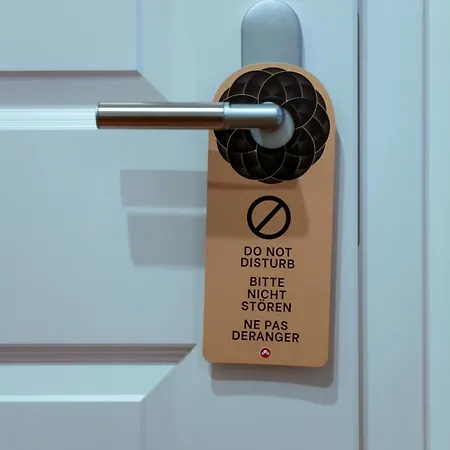 DO NOT
DISTURB
BITTE
NICHT
STÖREN
NE PAS
DERANGER